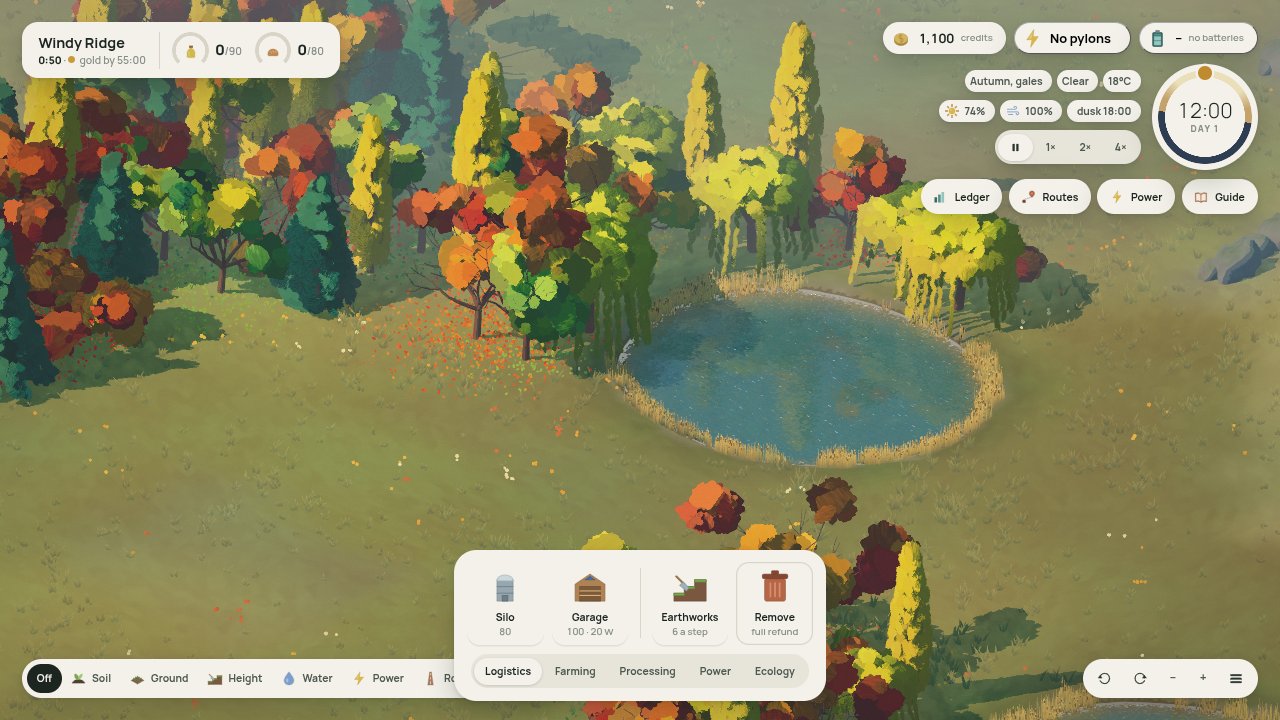 Windy Ridge
0:50 · gold by 55:00
0/90
0/80
1,100 credits
No pylons
– no batteries
Autumn, gales
Clear
18°C
74%
100%
dusk 18:00
12:00
DAY 1
1×
2×
4×
Ledger
Routes
Power
Guide
Silo
80
Garage
100 · 20 W
Earthworks
6 a step
Remove
full refund
Logistics
Farming
Processing
Power
Ecology
Off
Soil
Ground
Height
Water
Power
−
+